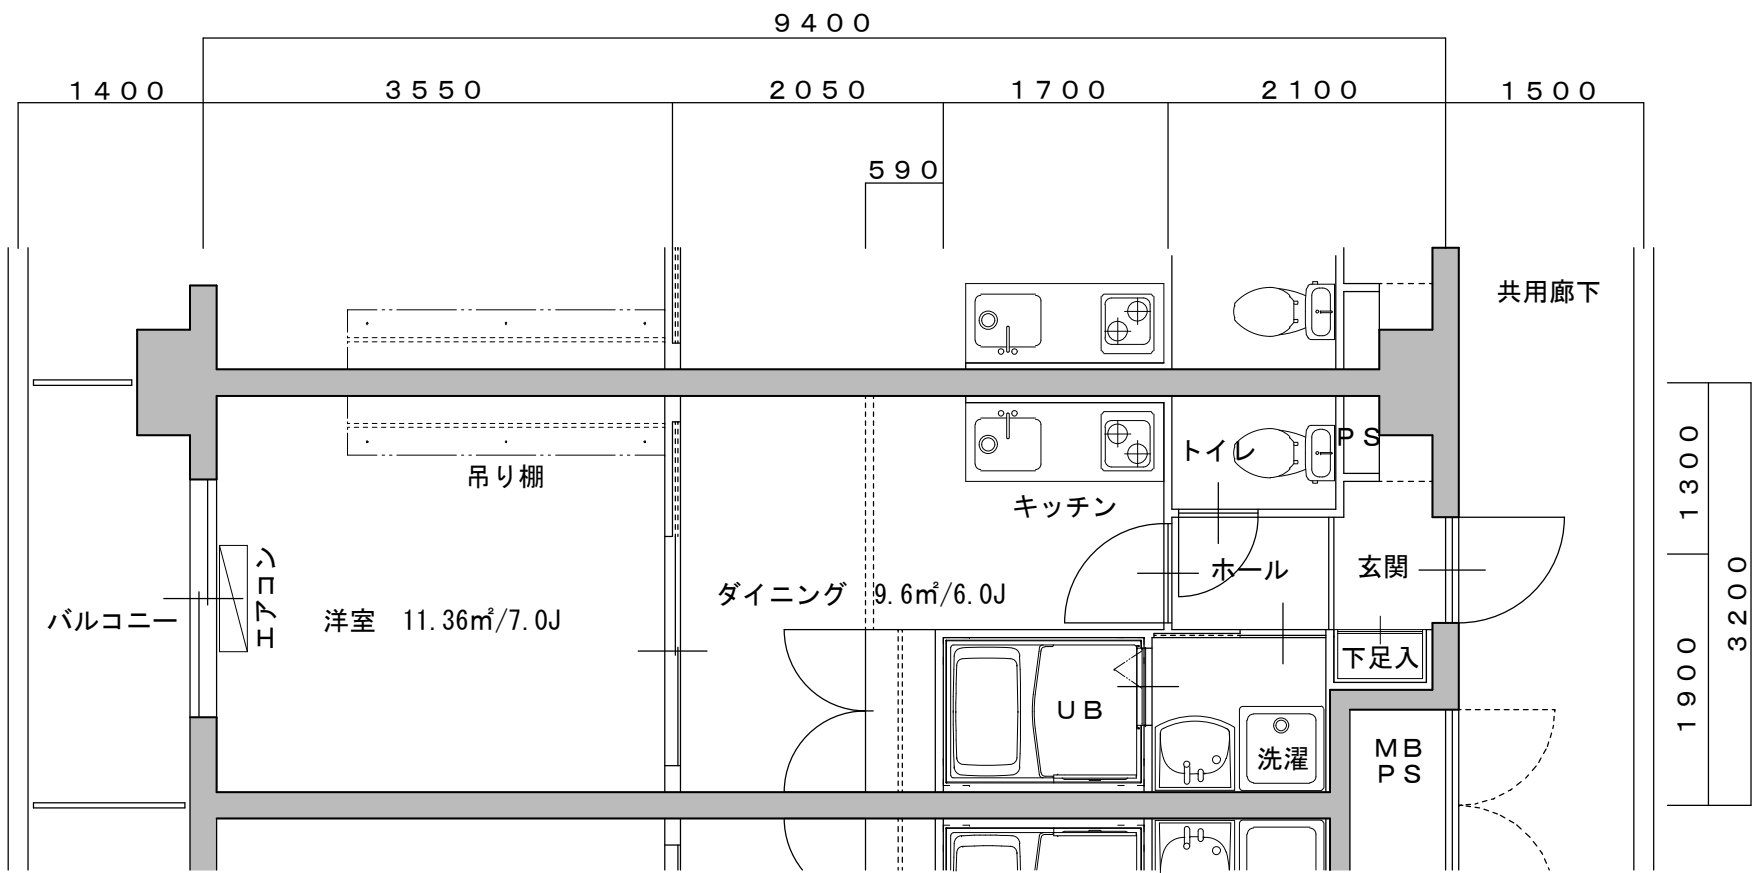 ９４００
１４００
３５５０
２０５０
１７００
２１００
１５００
５９０
共用廊下
吊り棚
トイレ
ＰＳ
キッチン
１３００
エアコン
ホール
玄関
ダイニング　9.6㎡/6.0J
バルコニー
洋室　11.36㎡/7.0J
３２００
下足入
１９００
ＵＢ
洗濯
ＭＢ
ＰＳ